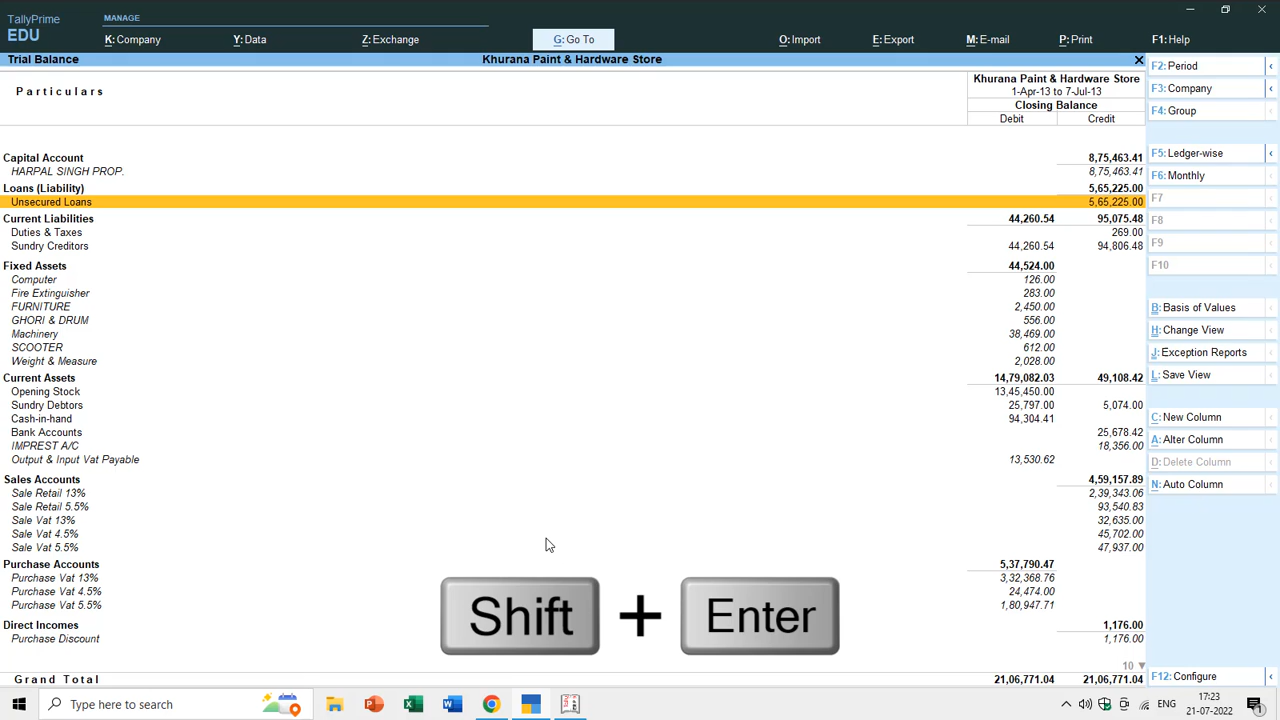 TallyPrime
EDU
MANAGE
K: Company Y: Data Z: Exchange G: Go To O: Import E: Export M: E-mail P: Print F1: Help
Trial Balance Khurana Paint & Hardware Store
Particulars
Khurana Paint & Hardware Store
1-Apr-13 to 7-Jul-13
Closing Balance
Debit Credit
Capital Account 8,75,463.41
HARPAL SINGH PROP. 8,75,463.41
Loans (Liability) 5,65,225.00
Unsecured Loans 5,65,225.00
Current Liabilities 44,260.54 95,075.48
Duties & Taxes 269.00
Sundry Creditors 44,260.54 94,806.48
Fixed Assets 44,524.00
Computer 126.00
Fire Extinguisher 283.00
FURNITURE 2,450.00
GHORI & DRUM 556.00
Machinery 38,469.00
SCOOTER 612.00
Weight & Measure 2,028.00
Current Assets 14,79,082.03 49,108.42
Opening Stock 13,45,450.00
Sundry Debtors 25,797.00 5,074.00
Cash-in-hand 94,304.41
Bank Accounts 25,678.42
IMPREST A/C 18,356.00
Output & Input Vat Payable 13,530.62
Sales Accounts 4,59,157.89
Sale Retail 13% 2,39,343.06
Sale Retail 5.5% 93,540.83
Sale Vat 13% 32,635.00
Sale Vat 4.5% 45,702.00
Sale Vat 5.5% 47,937.00
Purchase Accounts 5,37,790.47
Purchase Vat 13% 3,32,368.76
Purchase Vat 4.5% 24,474.00
Purchase Vat 5.5% 1,80,947.71
Direct Incomes 1,176.00
Purchase Discount 1,176.00
10
Grand Total 21,06,771.04 21,06,771.04
Shift + Enter
F2: Period
F3: Company
F4: Group
F5: Ledger-wise
F6: Monthly
F7
F8
F9
F10
B: Basis of Values
H: Change View
J: Exception Reports
L: Save View
C: New Column
A: Alter Column
D: Delete Column
N: Auto Column
F12: Configure
Type here to search
17:23
21-07-2022
1